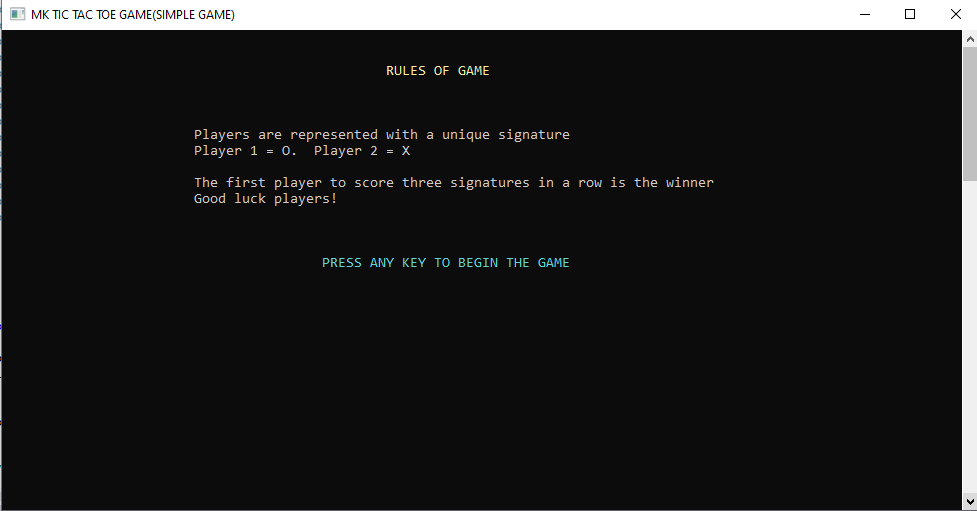 MK TIC TAC TOE GAME(SIMPLE GAME)
RULES OF GAME
Players are represented with a unique signature
Player 1 = O.  Player 2 = X
The first player to score three signatures in a row is the winner
Good luck players!
PRESS ANY KEY TO BEGIN THE GAME